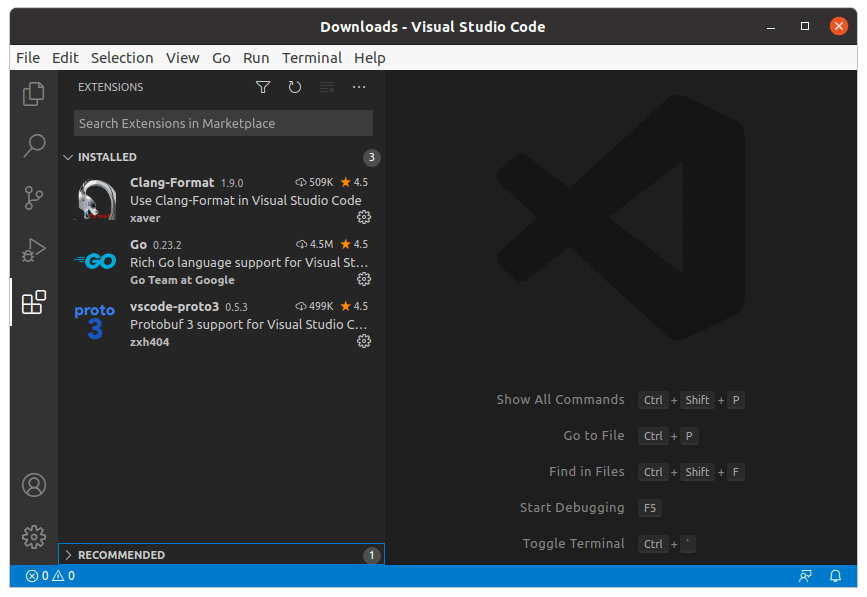 Downloads - Visual Studio Code
File Edit Selection View Go Run Terminal Help
EXTENSIONS
Search Extensions in Marketplace
INSTALLED 3
Clang-Format 1.9.0 509K 4.5
Use Clang-Format in Visual Studio Code
xaver
GO
Go 0.23.2 4.5M 4.5
Rich Go language support for Visual St...
Go Team at Google
proto
3
vscode-proto3 0.5.3 499K 4.5
Protobuf 3 support for Visual Studio C...
zxh404
Show All Commands Ctrl + Shift + P
Go to File Ctrl + P
Find in Files Ctrl + Shift + F
Start Debugging F5
Toggle Terminal Ctrl + `
RECOMMENDED 1
0 0